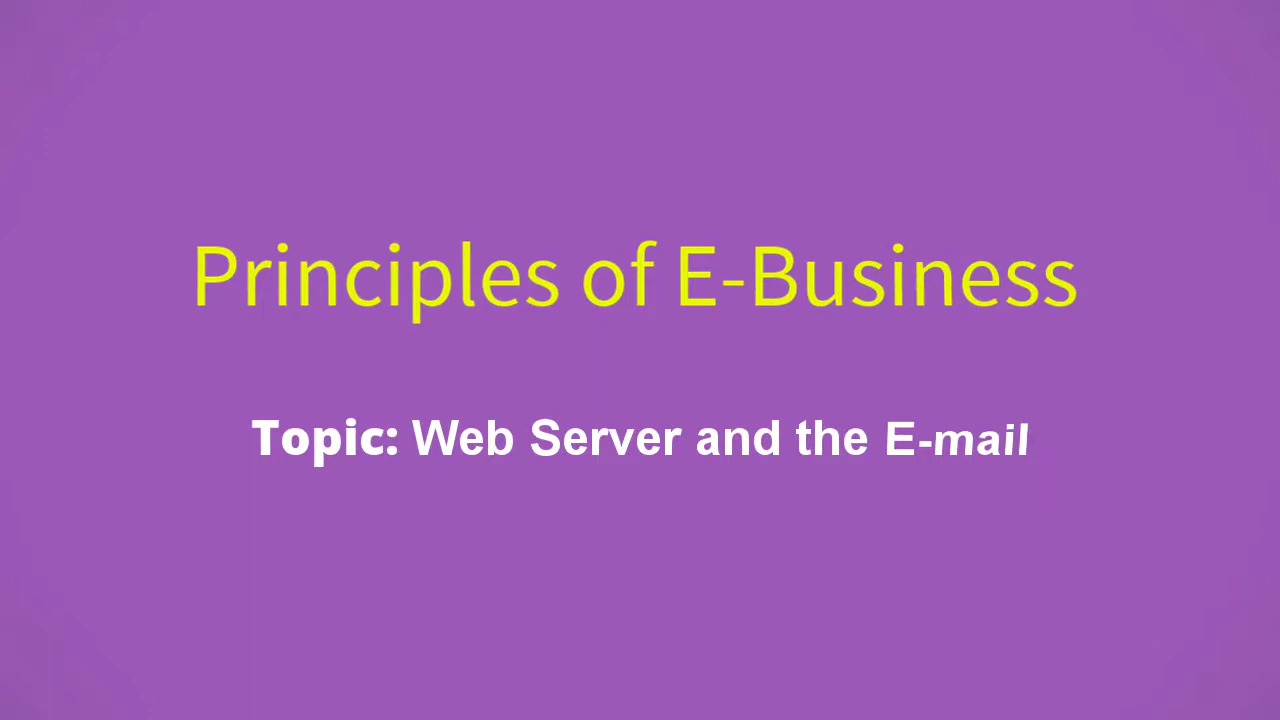 Principles of E-Business
Topic: Web Server and the E-mail